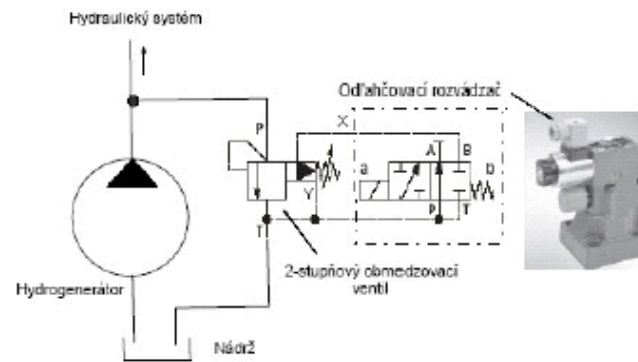 Hydraulický systém
Odľahčovací rozvádzač
P
X
A
B
a
b
Y
P
T
T
2-stupňový obmedzovací
ventil
Hydrogenerátor
Nádrž